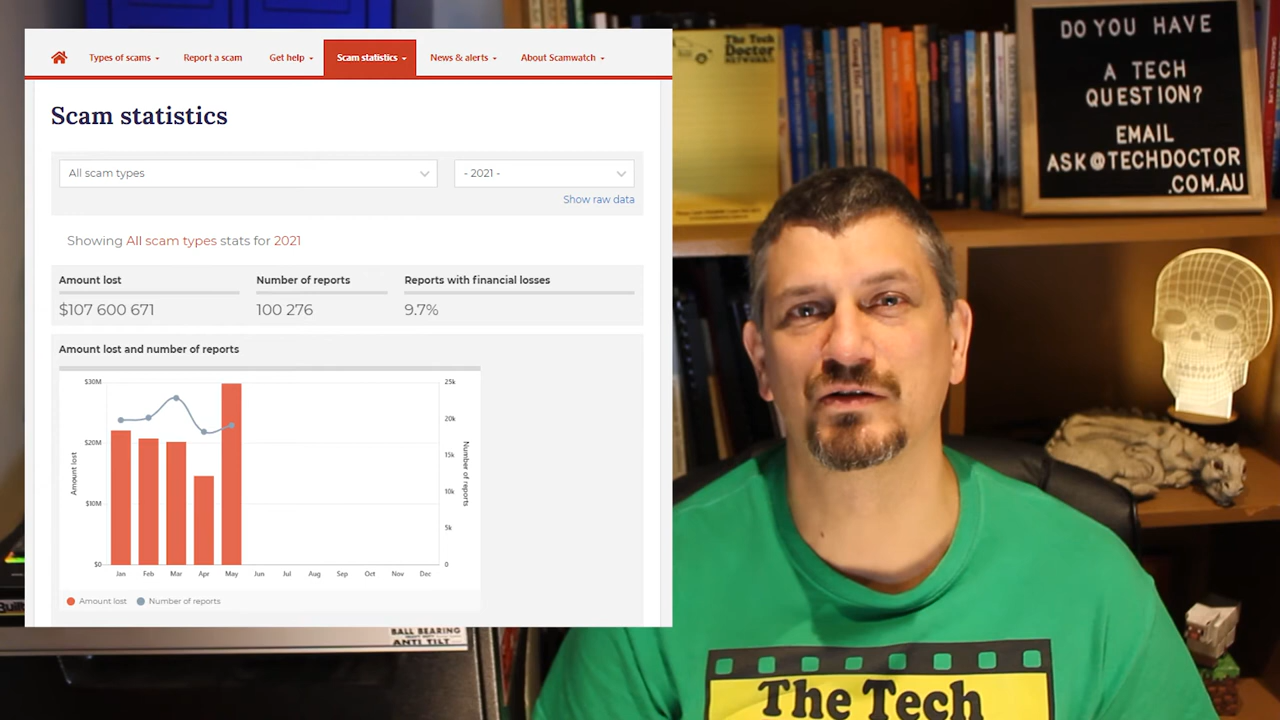 Types of scams
Report a scam
Get help
Scam statistics
News & alerts
About Scamwatch
Scam statistics
All scam types
- 2021 -
Show raw data
Showing All scam types stats for 2021
Amount lost
Number of reports
Reports with financial losses
$107 600 671
100 276
9.7%
Amount lost and number of reports
$30M
$20M
$10M
$0
Amount lost
25k
20k
15k
10k
5k
0
Number of reports
Jan
Feb
Mar
Apr
May
Jun
Jul
Aug
Sep
Oct
Nov
Dec
Amount lost
Number of reports
The Tech
Doctor
NETWORK
DO YOU HAVE
A TECH
QUESTION?
EMAIL
ASK@TECHDOCTOR
.COM.AU
BALL BEARING
ANTI TILT
The Tech